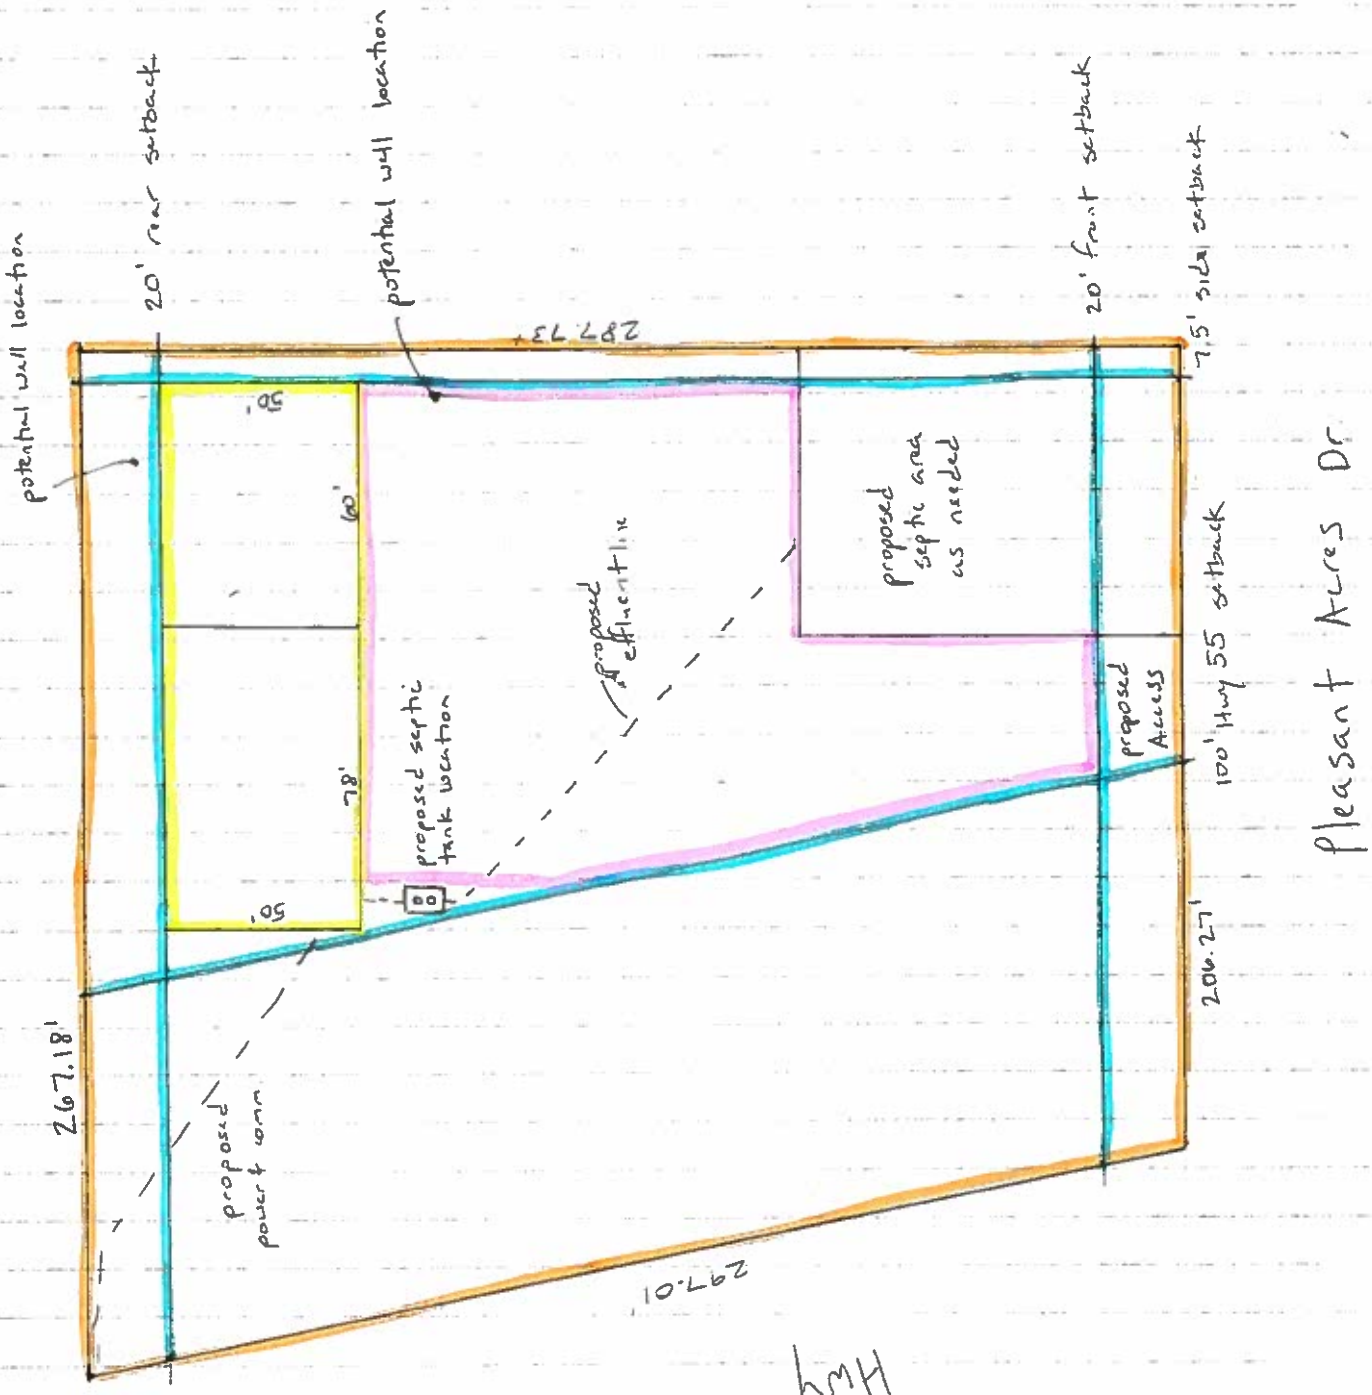 potential well location
20' rear setback
potential well location
267.18'
50'
60'
78'
50'
287.73'
proposed septic
tank location
proposed
effluent line
proposed
power & comm
proposed
septic area
as needed
proposed
Access
20' front setback
7.5' side setback
100' Hwy 55 setback
206.27'
297.01'
Pleasant Acres Dr.
Hwy